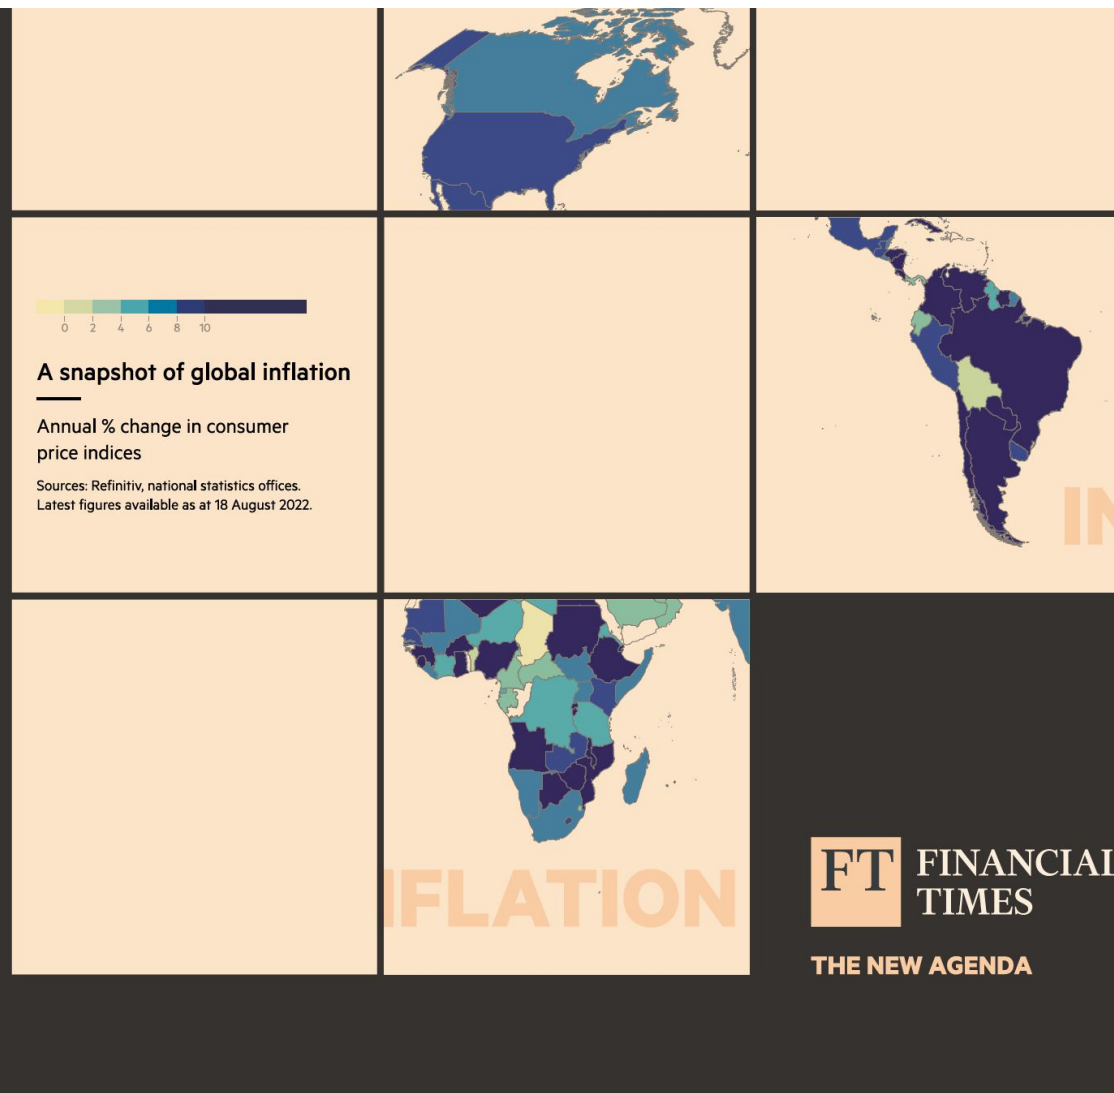 0 2 4 6 8 10
A snapshot of global inflation
Annual % change in consumer
price indices
Sources: Refinitiv, national statistics offices.
Latest figures available as at 18 August 2022.
IN
FLATION
FT FINANCIAL
TIMES
THE NEW AGENDA